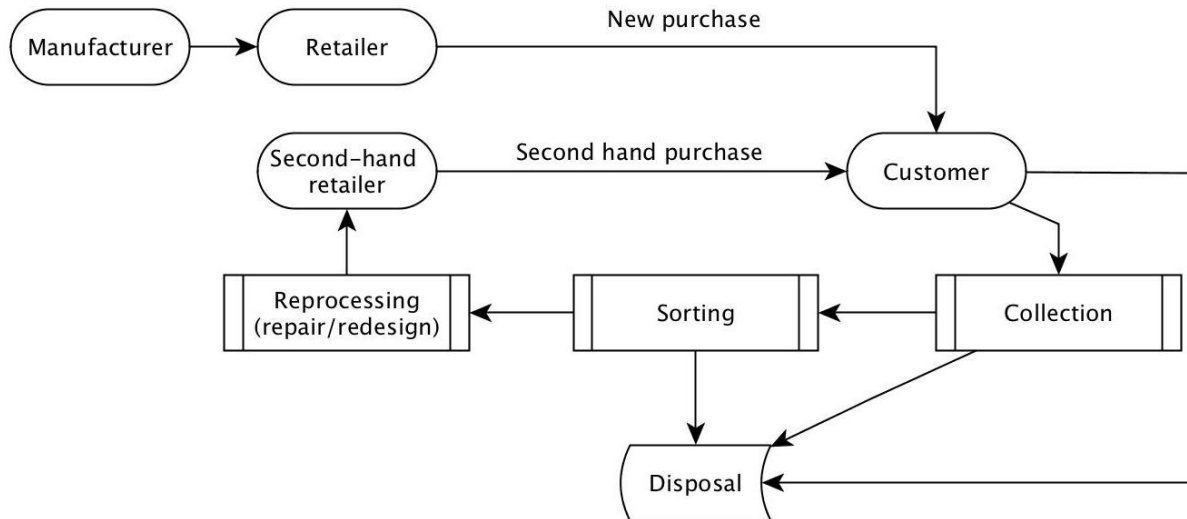 New purchase
Manufacturer
Retailer
Second-hand
retailer
Second hand purchase
Customer
Reprocessing
(repair/redesign)
Sorting
Collection
Disposal